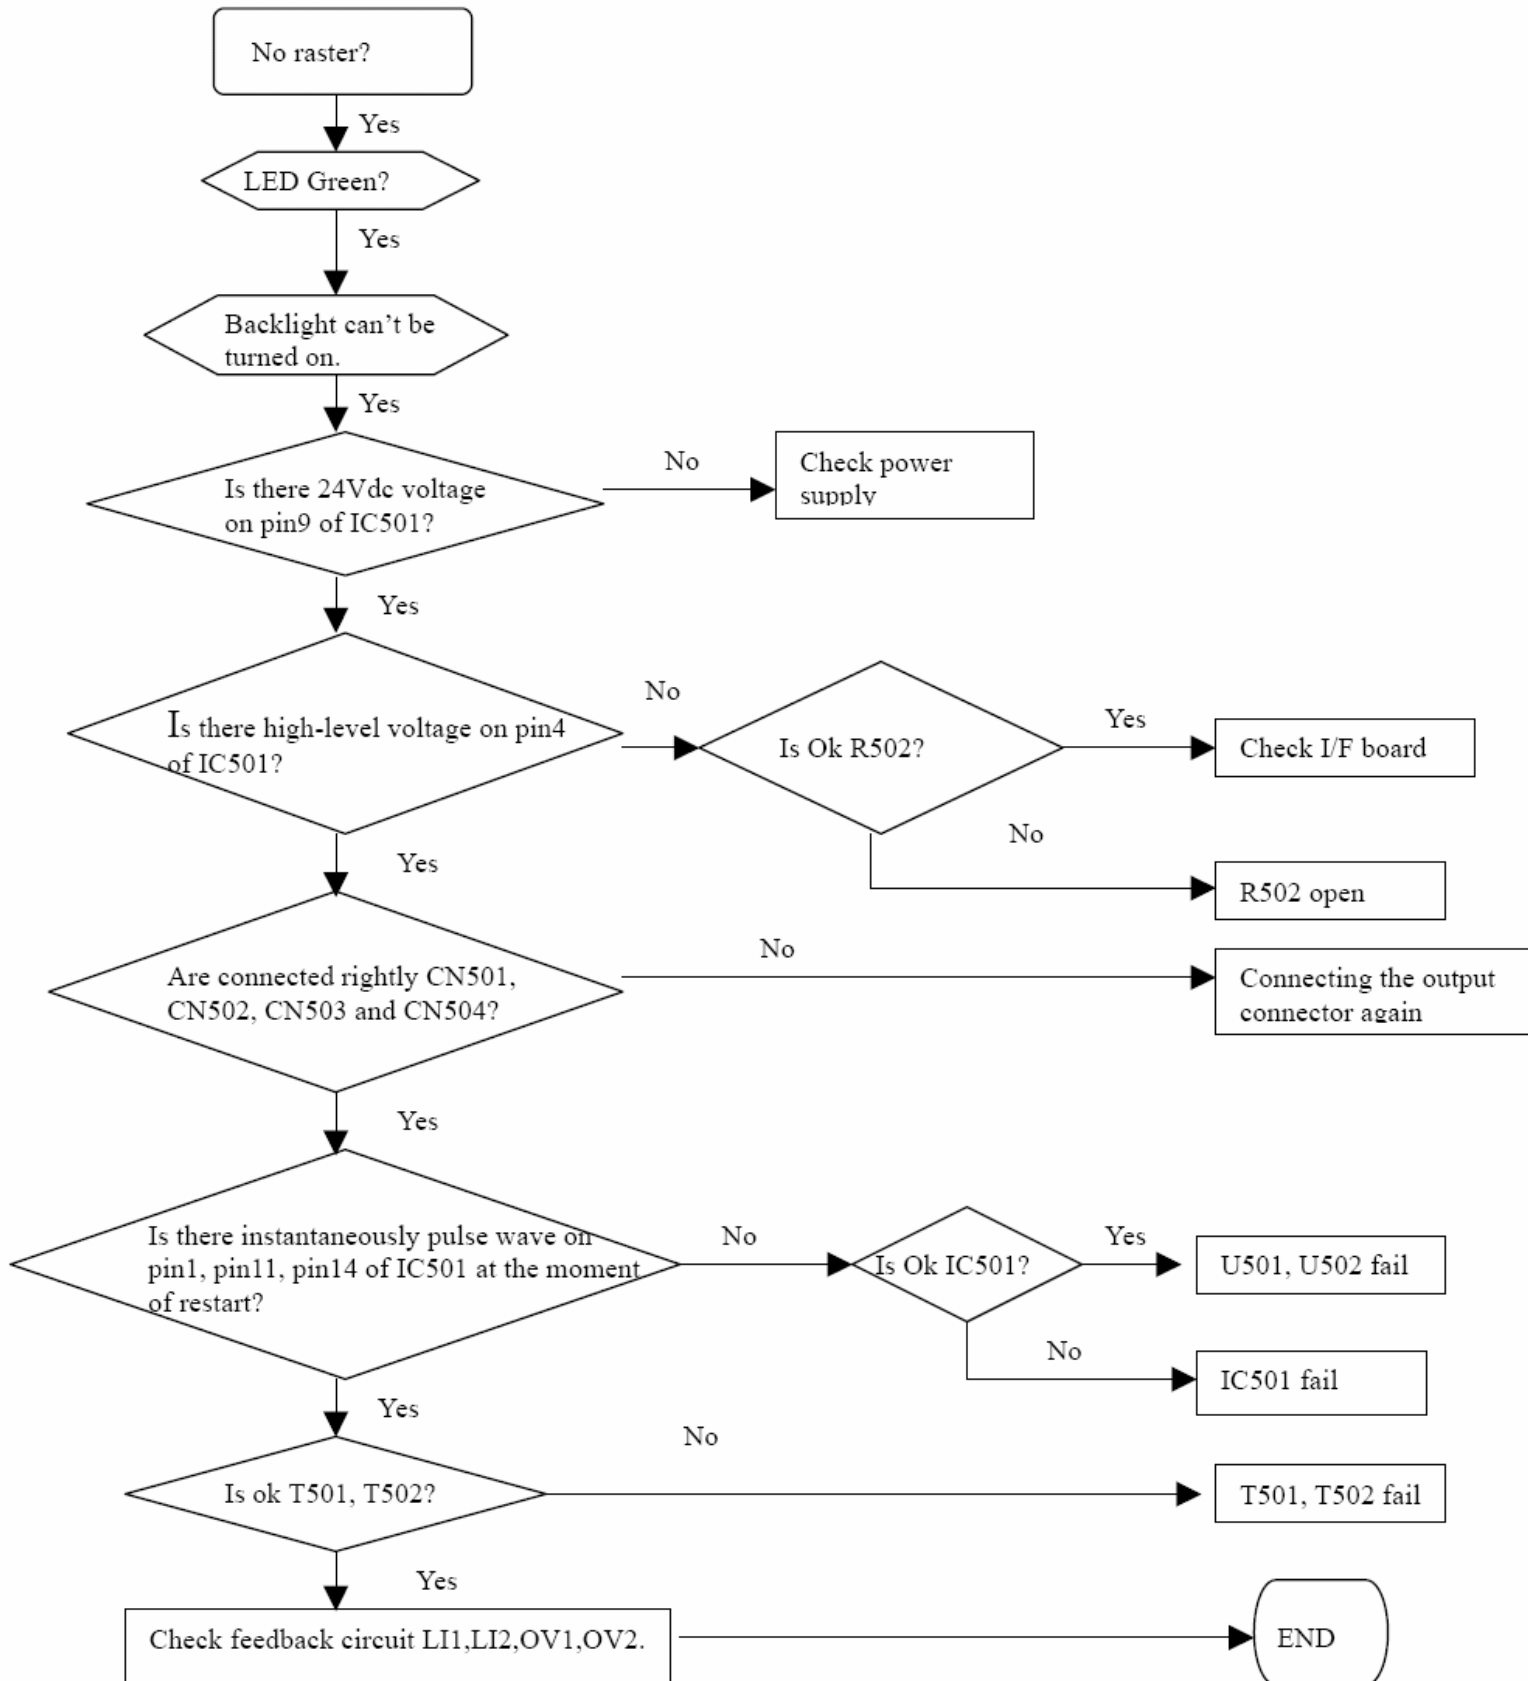 No raster?
Yes
LED Green?
Yes
Backlight can't be
turned on.
Yes
Is there 24Vdc voltage
on pin9 of IC501?
No
Check power
supply
Yes
Is there high-level voltage on pin4
of IC501?
No
Is Ok R502?
Yes
Check I/F board
No
R502 open
Yes
Are connected rightly CN501,
CN502, CN503 and CN504?
No
Connecting the output
connector again
Yes
Is there instantaneously pulse wave on
pin1, pin11, pin14 of IC501 at the moment
of restart?
No
Is Ok IC501?
Yes
U501, U502 fail
No
IC501 fail
Yes
Is ok T501, T502?
No
T501, T502 fail
Yes
Check feedback circuit LI1,LI2,OV1,OV2.
END